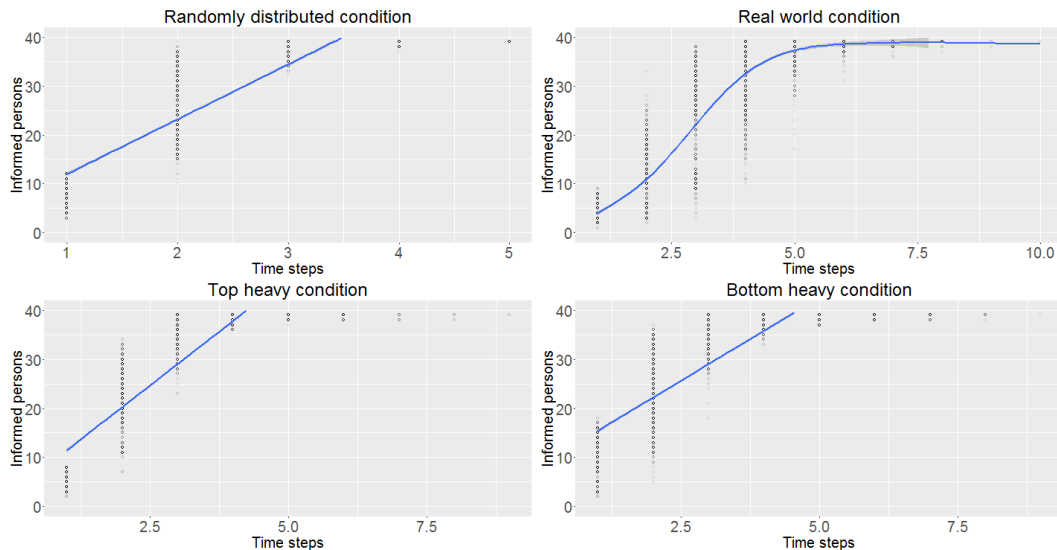 Randomly distributed condition
Informed persons
40
30
20
10
0
1 2 3 4 5
Time steps
Real world condition
Informed persons
40
30
20
10
0
2.5 5.0 7.5 10.0
Time steps
Top heavy condition
Informed persons
40
30
20
10
0
2.5 5.0 7.5
Time steps
Bottom heavy condition
Informed persons
40
30
20
10
0
2.5 5.0 7.5
Time steps